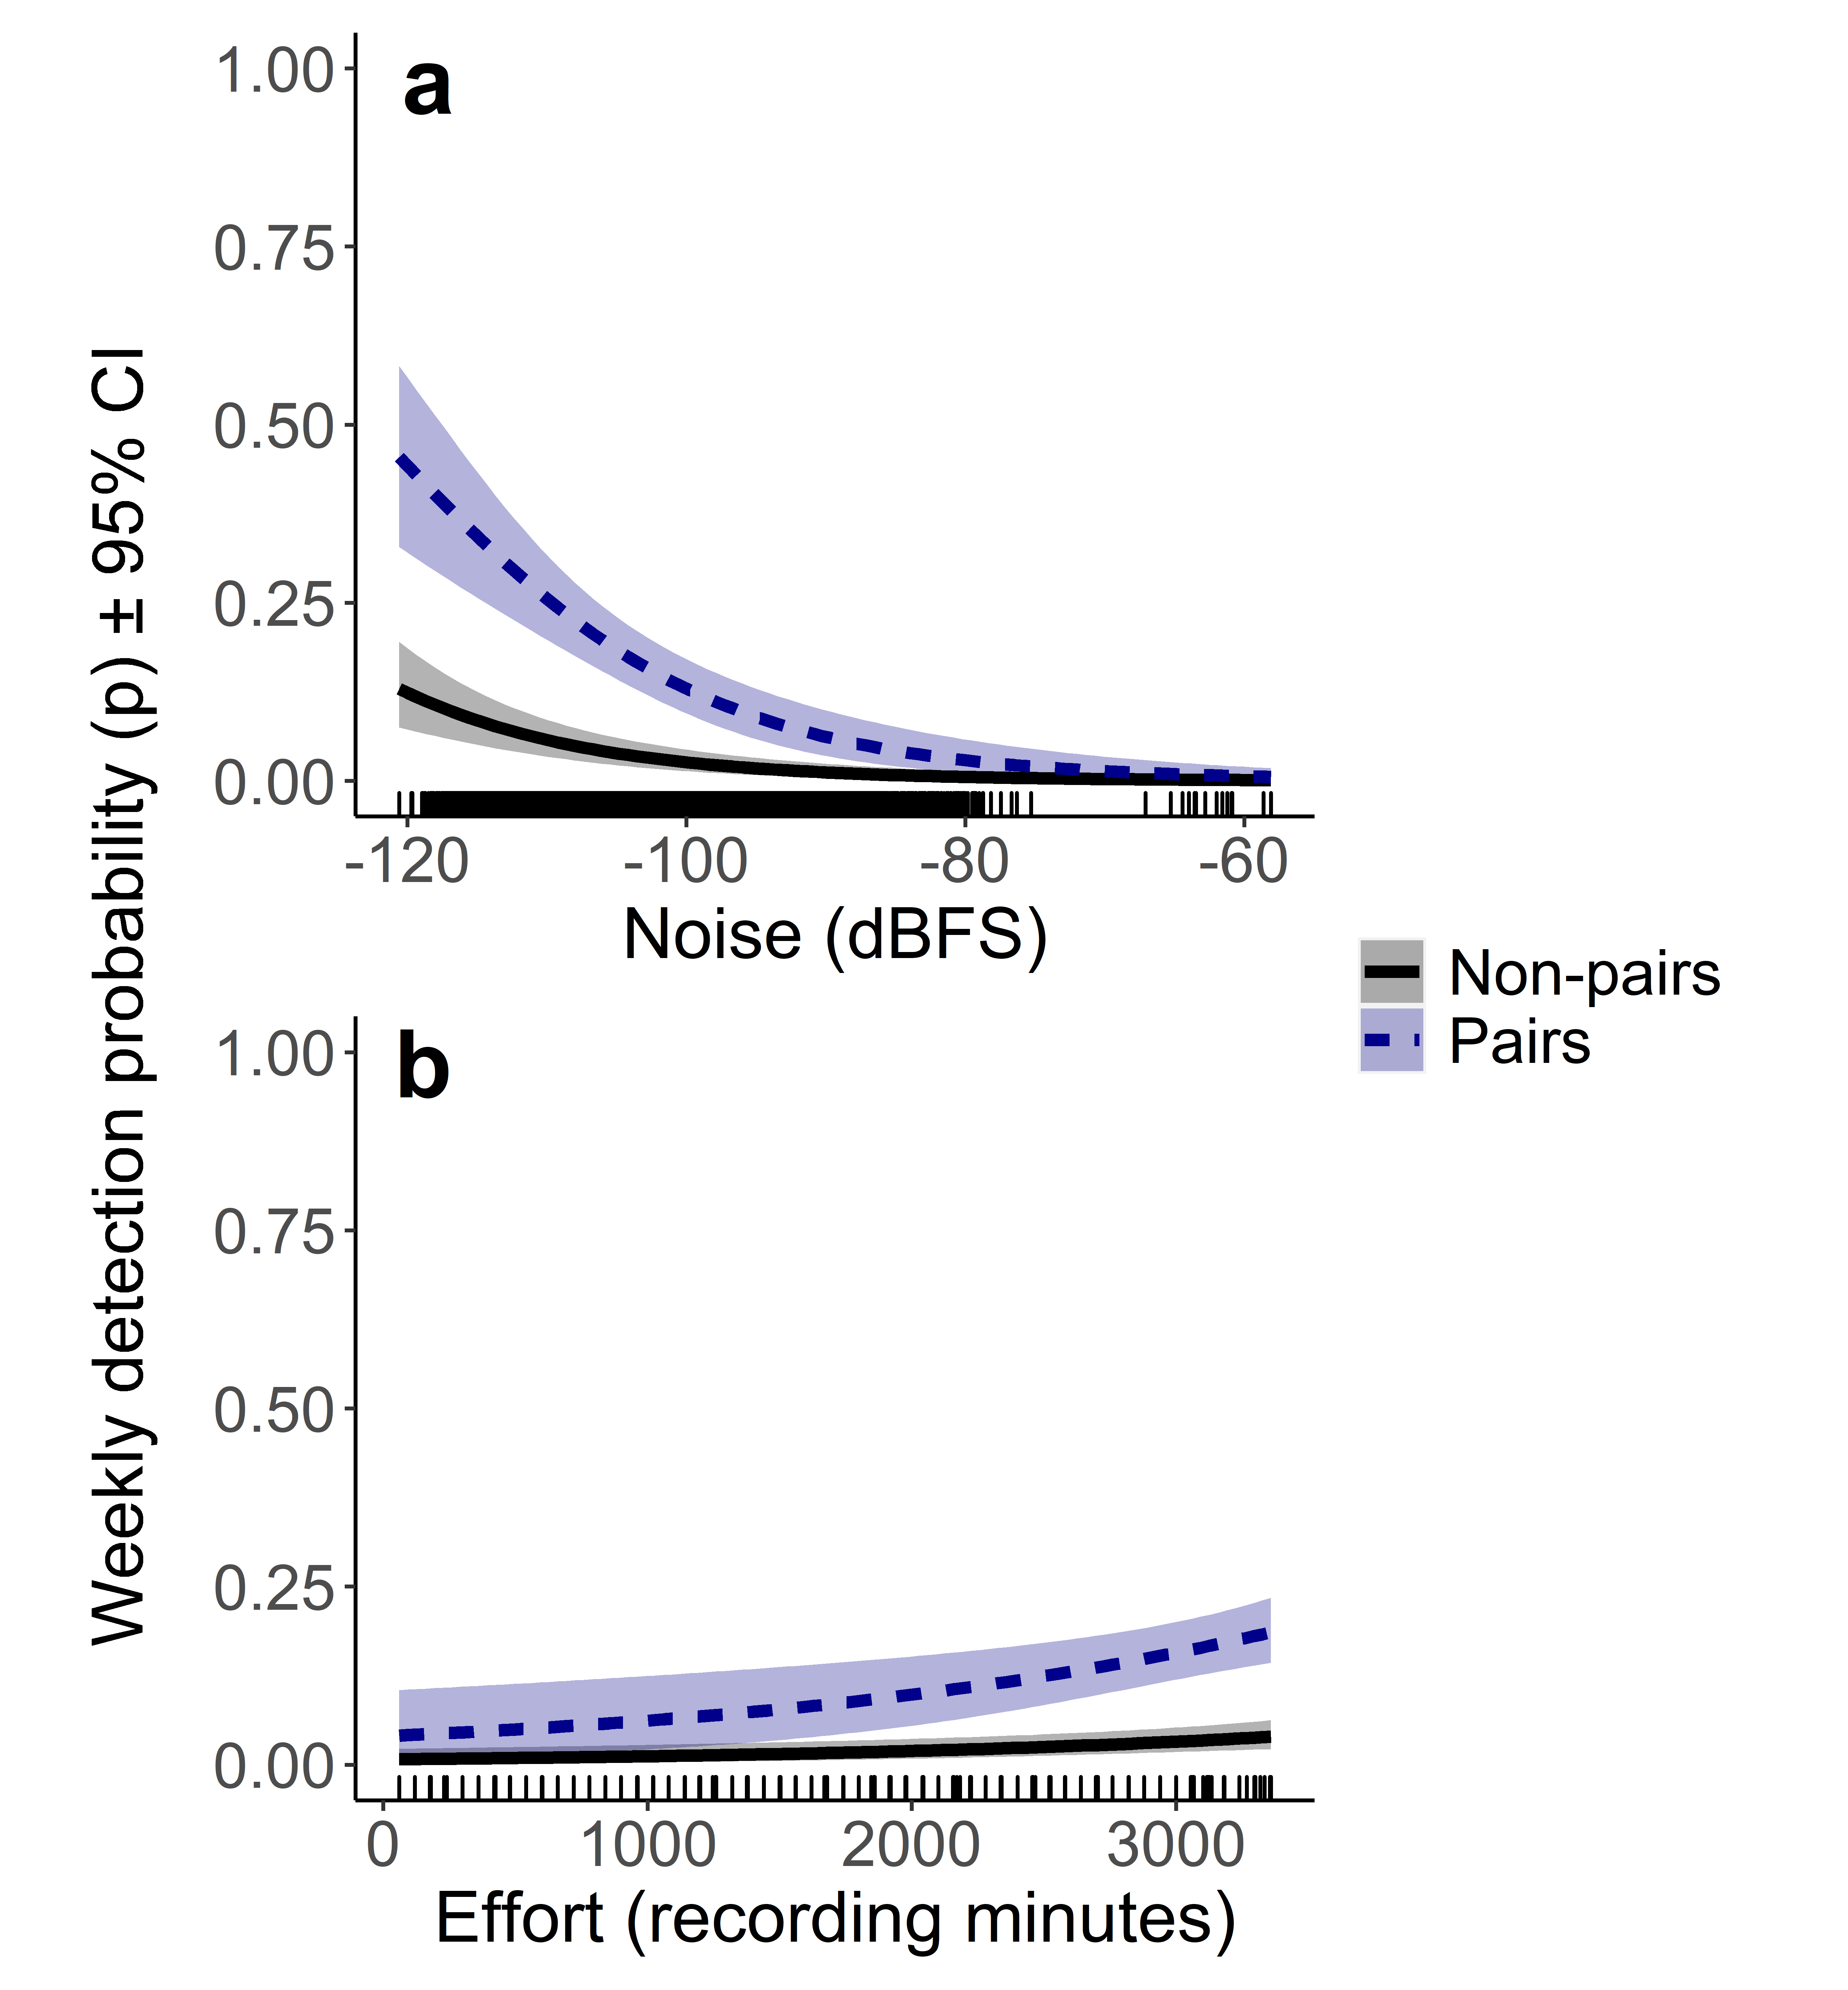 Weekly detection probability (p) ± 95% CI
a
1.00
0.75
0.50
0.25
0.00
-120 -100 -80 -60
Noise (dBFS)
Non-pairs
Pairs
b
1.00
0.75
0.50
0.25
0.00
0 1000 2000 3000
Effort (recording minutes)